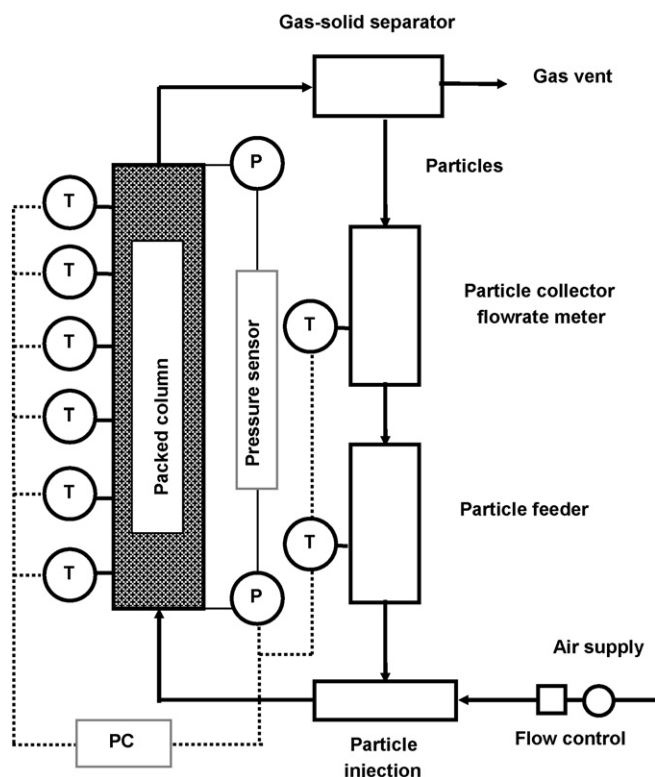 Gas-solid separator
Gas vent
P
Particles
T
T
Particle collector
flowrate meter
T
T
Packed column
Pressure sensor
T
T
Particle feeder
T
T
P
Air supply
PC
Particle
injection
Flow control